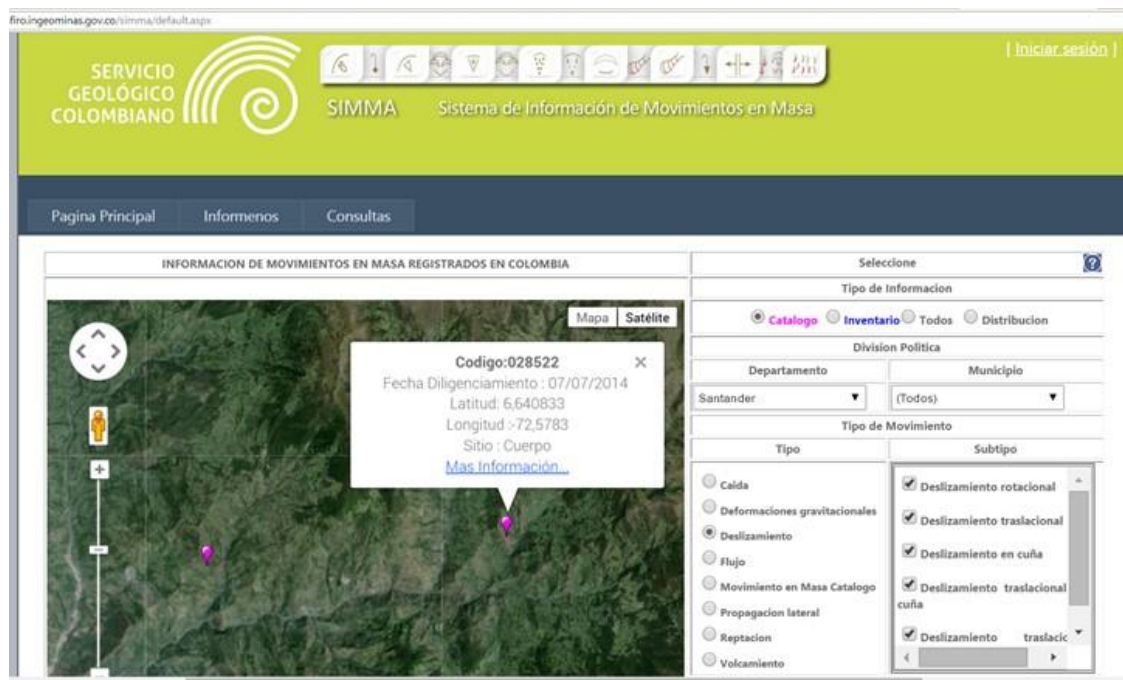 firo.ingeominas.gov.co/simma/default.aspx
| Iniciar sesión |
SERVICIO
GEOLÓGICO
COLOMBIANO
SIMMA Sistema de Información de Movimientos en Masa
Pagina Principal Informenos Consultas
INFORMACION DE MOVIMIENTOS EN MASA REGISTRADOS EN COLOMBIA
Mapa Satélite
Codigo:028522
Fecha Diligenciamiento : 07/07/2014
Latitud: 6,640833
Longitud :-72,5783
Sitio : Cuerpo
Mas Información...
Seleccione
Tipo de Informacion
Catalogo Inventario Todos Distribucion
Division Politica
Departamento Municipio
Santander (Todos)
Tipo de Movimiento
Tipo Subtipo
Caida
Deformaciones gravitacionales
Deslizamiento
Flujo
Movimiento en Masa Catalogo
Propagacion lateral
Reptacion
Volcamiento
Deslizamiento rotacional
Deslizamiento traslacional
Deslizamiento en cuña
Deslizamiento traslacional
cuña
Deslizamiento traslacic